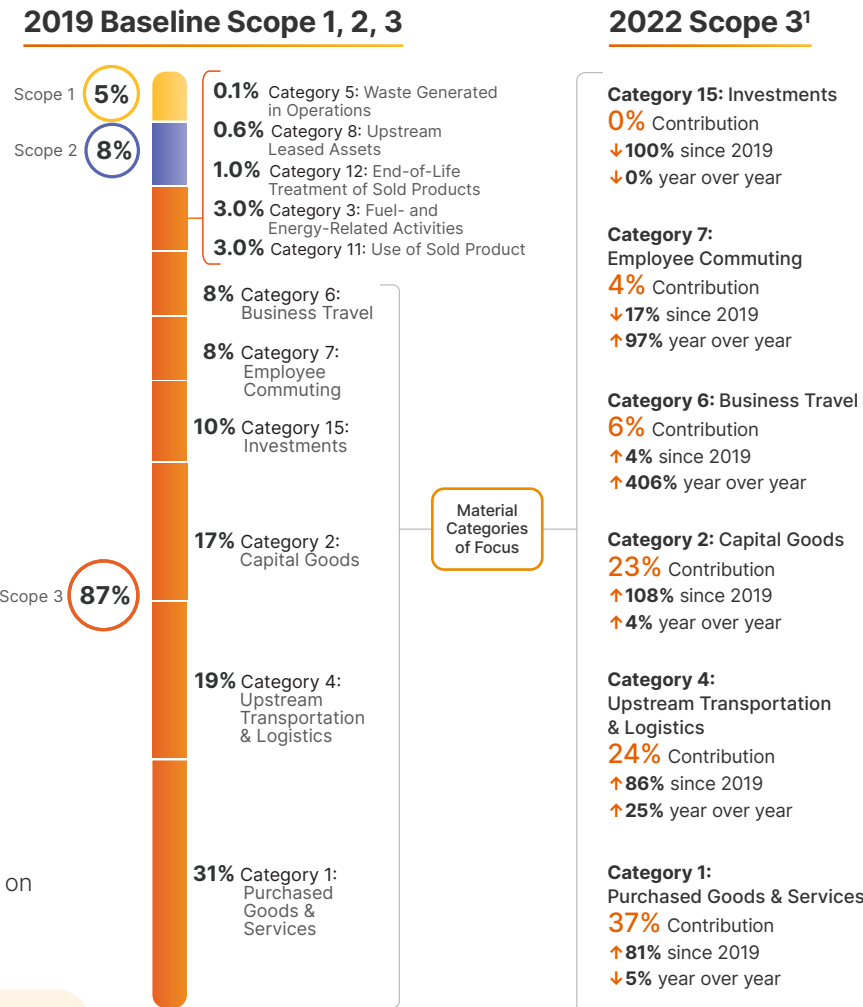 2019 Baseline Scope 1, 2, 3
Scope 1 5%
Scope 2 8%
0.1% Category 5: Waste Generated
in Operations
0.6% Category 8: Upstream
Leased Assets
1.0% Category 12: End-of-Life
Treatment of Sold Products
3.0% Category 3: Fuel- and
Energy-Related Activities
3.0% Category 11: Use of Sold Product
8% Category 6:
Business Travel
8% Category 7:
Employee
Commuting
10% Category 15:
Investments
17% Category 2:
Capital Goods
Scope 3 87%
19% Category 4:
Upstream
Transportation
& Logistics
31% Category 1:
Purchased
Goods &
Services
on
Material
Categories
of Focus
2022 Scope 3¹
Category 15: Investments
0% Contribution
↓100% since 2019
↓0% year over year
Category 7:
Employee Commuting
4% Contribution
↓17% since 2019
↑97% year over year
Category 6: Business Travel
6% Contribution
↑4% since 2019
↑406% year over year
Category 2: Capital Goods
23% Contribution
↑108% since 2019
↑4% year over year
Category 4:
Upstream Transportation
& Logistics
24% Contribution
↑86% since 2019
↑25% year over year
Category 1:
Purchased Goods & Services
37% Contribution
↑81% since 2019
↓5% year over year